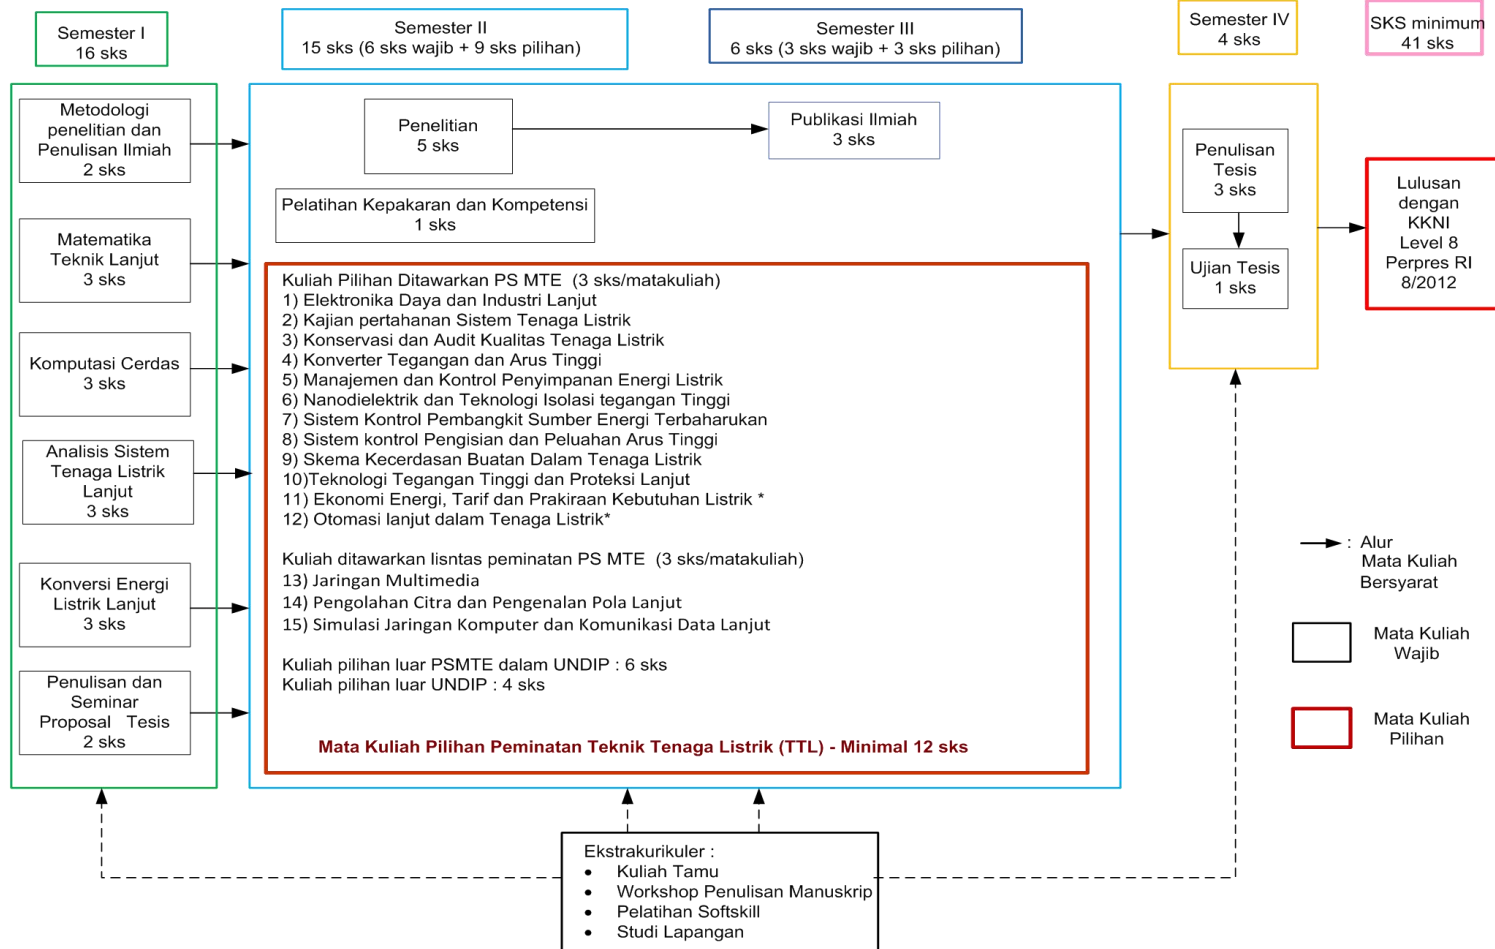 Semester I
16 sks
Semester II
15 sks (6 sks wajib + 9 sks pilihan)
Semester III
6 sks (3 sks wajib + 3 sks pilihan)
Semester IV
4 sks
SKS minimum
41 sks
Metodologi
penelitian dan
Penulisan Ilmiah
2 sks
Matematika
Teknik Lanjut
3 sks
Komputasi Cerdas
3 sks
Analisis Sistem
Tenaga Listrik
Lanjut
3 sks
Konversi Energi
Listrik Lanjut
3 sks
Penulisan dan
Seminar
Proposal Tesis
2 sks
Penelitian
5 sks
Publikasi Ilmiah
3 sks
Pelatihan Kepakaran dan Kompetensi
1 sks
Kuliah Pilihan Ditawarkan PS MTE (3 sks/matakuliah)
1) Elektronika Daya dan Industri Lanjut
2) Kajian pertahanan Sistem Tenaga Listrik
3) Konservasi dan Audit Kualitas Tenaga Listrik
4) Konverter Tegangan dan Arus Tinggi
5) Manajemen dan Kontrol Penyimpanan Energi Listrik
6) Nanodielektrik dan Teknologi Isolasi tegangan Tinggi
7) Sistem Kontrol Pembangkit Sumber Energi Terbaharukan
8) Sistem kontrol Pengisian dan Peluahan Arus Tinggi
9) Skema Kecerdasan Buatan Dalam Tenaga Listrik
10)Teknologi Tegangan Tinggi dan Proteksi Lanjut
11) Ekonomi Energi, Tarif dan Prakiraan Kebutuhan Listrik *
12) Otomasi lanjut dalam Tenaga Listrik*
Kuliah ditawarkan lisntas peminatan PS MTE (3 sks/matakuliah)
13) Jaringan Multimedia
14) Pengolahan Citra dan Pengenalan Pola Lanjut
15) Simulasi Jaringan Komputer dan Komunikasi Data Lanjut
Kuliah pilihan luar PSMTE dalam UNDIP : 6 sks
Kuliah pilihan luar UNDIP : 4 sks
Mata Kuliah Pilihan Peminatan Teknik Tenaga Listrik (TTL) - Minimal 12 sks
Penulisan
Tesis
3 sks
Ujian Tesis
1 sks
Lulusan
dengan
KKNI
Level 8
Perpres RI
8/2012
: Alur
Mata Kuliah
Bersyarat
Mata Kuliah
Wajib
Mata Kuliah
Pilihan
Ekstrakurikuler :
• Kuliah Tamu
• Workshop Penulisan Manuskrip
• Pelatihan Softskill
• Studi Lapangan